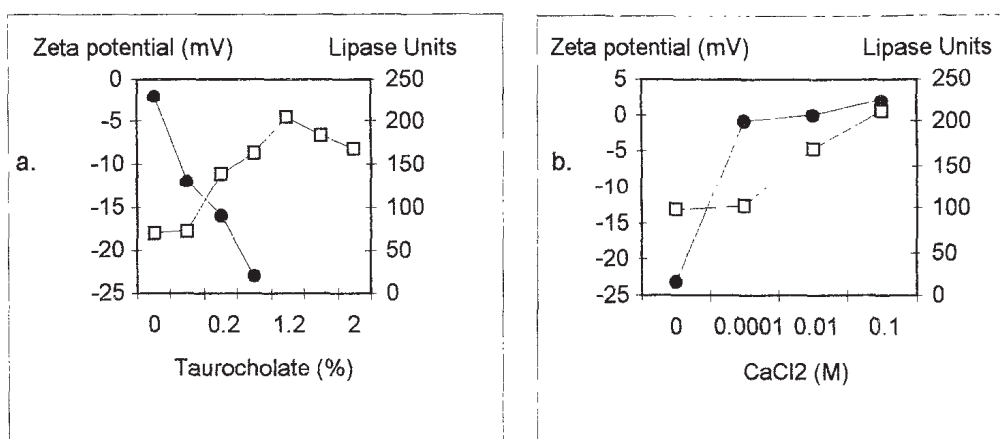 Zeta potential (mV) Lipase Units
0 250
-5 200
a.
-10 150
-15 100
-20 50
-25 0
0 0.2 1.2 2
Taurocholate (%)
Zeta potential (mV) Lipase Units
5 250
0 200
-5
b.
150
-10
-15 100
-20 50
-25 0
0 0.0001 0.01 0.1
CaCl2 (M)